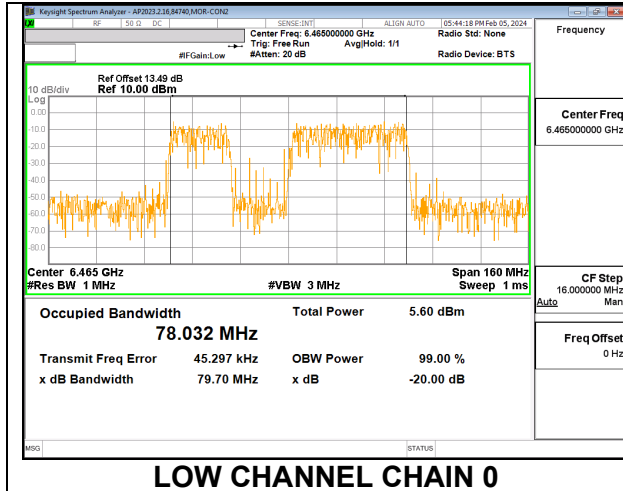 Keysight Spectrum Analyzer - AP2023.2.16,84740,MOR-CON2
RF 50 Ω DC SENSE:INT ALIGN AUTO 05:44:18 PM Feb 05, 2024
Center Freq: 6.465000000 GHz Radio Std: None
Trig: Free Run Avg|Hold: 1/1
#IFGain:Low #Atten: 20 dB Radio Device: BTS
Frequency
Ref Offset 13.49 dB
10 dB/div Ref 10.00 dBm
Log
0.00
-10.0
-20.0
-30.0
-40.0
-50.0
-60.0
-70.0
-80.0
Center 6.465 GHz Span 160 MHz
#Res BW 1 MHz #VBW 3 MHz Sweep 1 ms
Occupied Bandwidth Total Power 5.60 dBm
78.032 MHz
Transmit Freq Error 45.297 kHz OBW Power 99.00 %
x dB Bandwidth 79.70 MHz x dB -20.00 dB
Center Freq
6.465000000 GHz
CF Step
16.000000 MHz
Auto Man
Freq Offset
0 Hz
MSG STATUS
LOW CHANNEL CHAIN 0